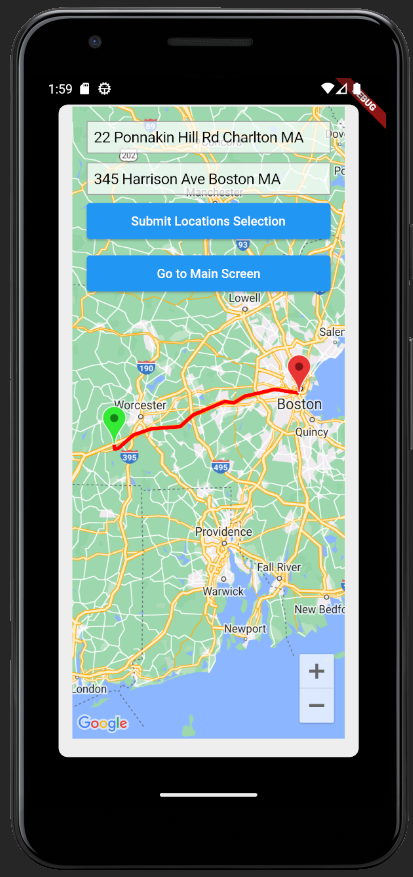 1:59
DEBUG
22 Ponnakin Hill Rd Charlton MA
202
345 Harrison Ave Boston MA
Manchester
Submit Locations Selection
93
Go to Main Screen
Lowell
Salen
190
Worcester
Boston
Quincy
395
495
Providence
Fall River
Warwick
New Bedfo
Newport
London
+
−
Google